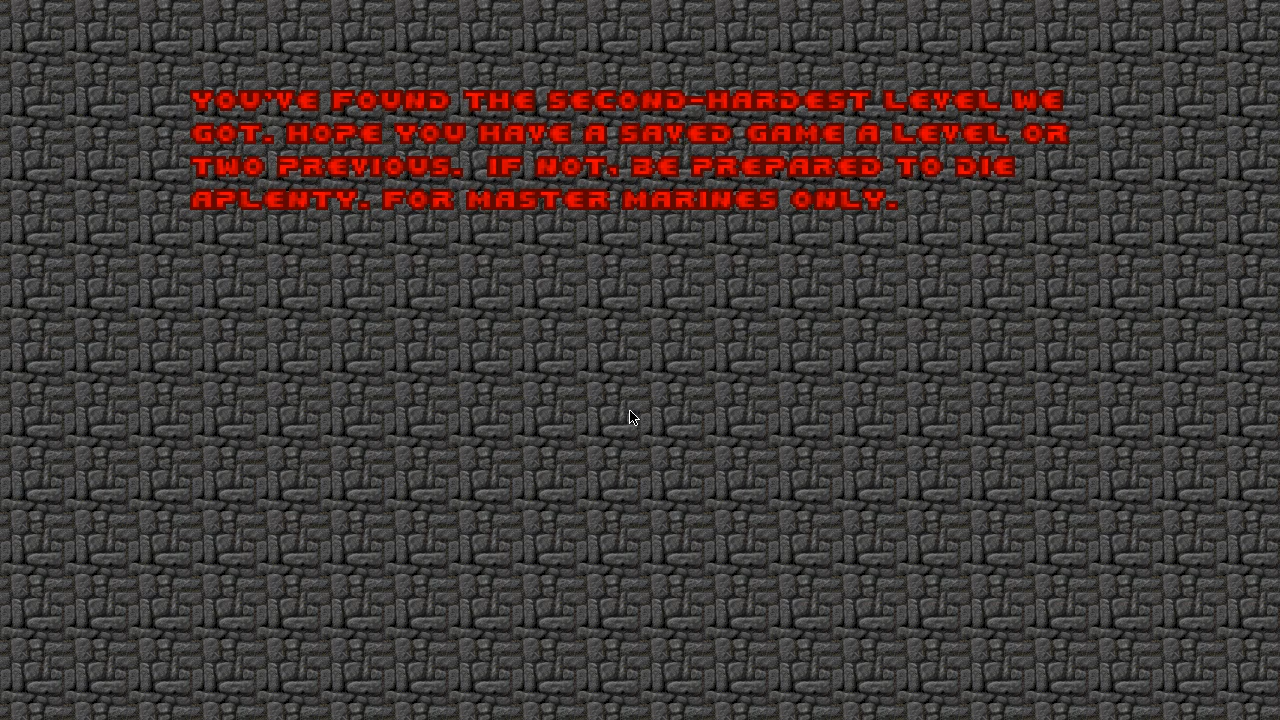 YOU'VE FOUND THE SECOND-HARDEST LEVEL WE
GOT. HOPE YOU HAVE A SAVED GAME A LEVEL OR
TWO PREVIOUS.  IF NOT, BE PREPARED TO DIE
APLENTY. FOR MASTER MARINES ONLY.